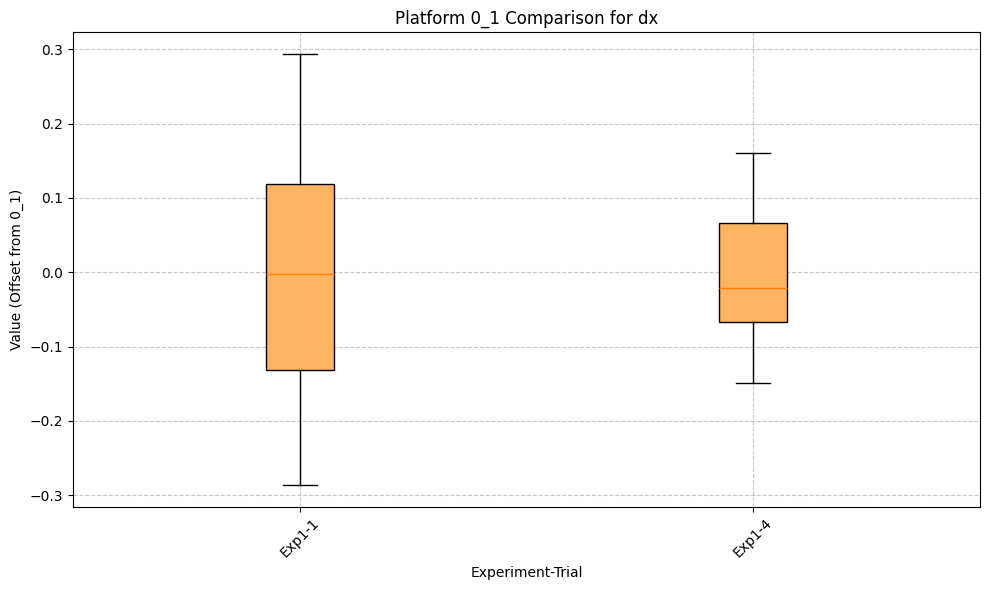 Platform 0_1 Comparison for dx
Value (Offset from 0_1)
0.3
0.2
0.1
0.0
−0.1
−0.2
−0.3
Exp1-1
Exp1-4
Experiment-Trial